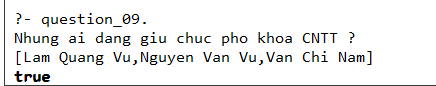 ?- question_09.
Nhung ai dang giu chuc pho khoa CNTT ?
[Lam Quang Vu,Nguyen Van Vu,Van Chi Nam]
true